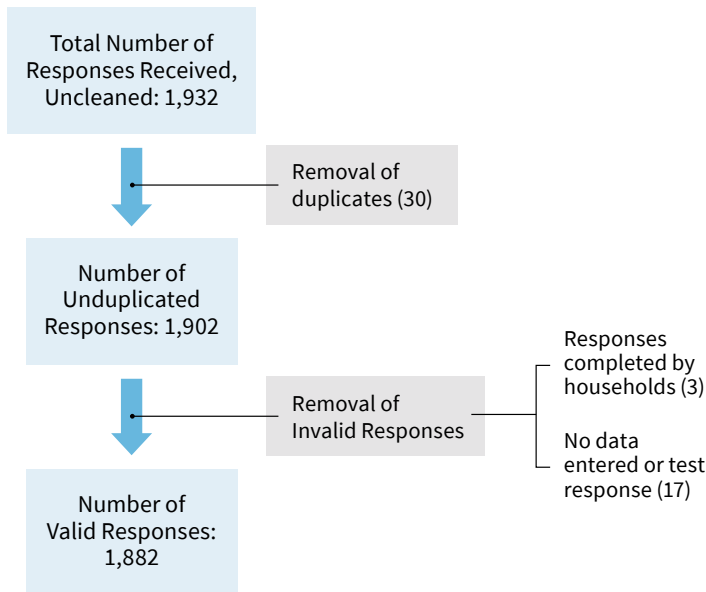 Total Number of
Responses Received,
Uncleaned: 1,932
Removal of
duplicates (30)
Number of
Unduplicated
Responses: 1,902
Responses
completed by
households (3)
Removal of
Invalid Responses
No data
entered or test
response (17)
Number of
Valid Responses:
1,882